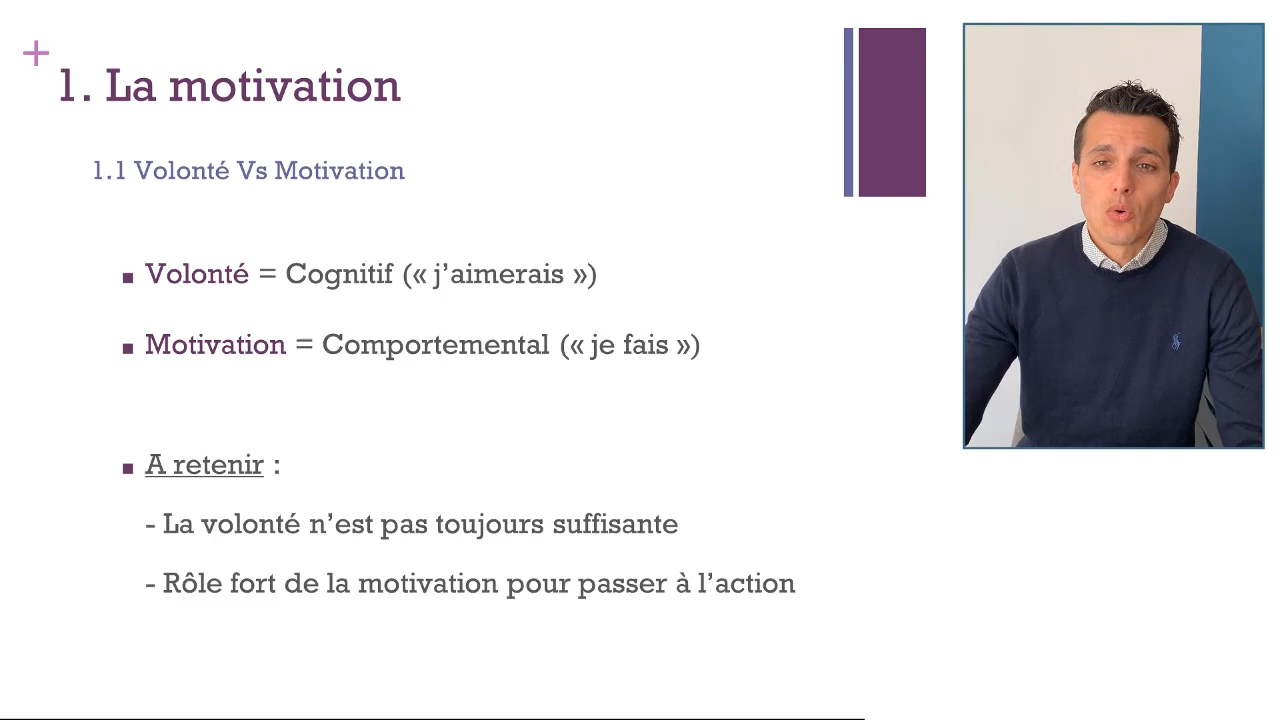 1. La motivation
1.1 Volonté Vs Motivation
Volonté = Cognitif (« j’aimerais »)
Motivation = Comportemental (« je fais »)
A retenir :
- La volonté n’est pas toujours suffisante
- Rôle fort de la motivation pour passer à l’action